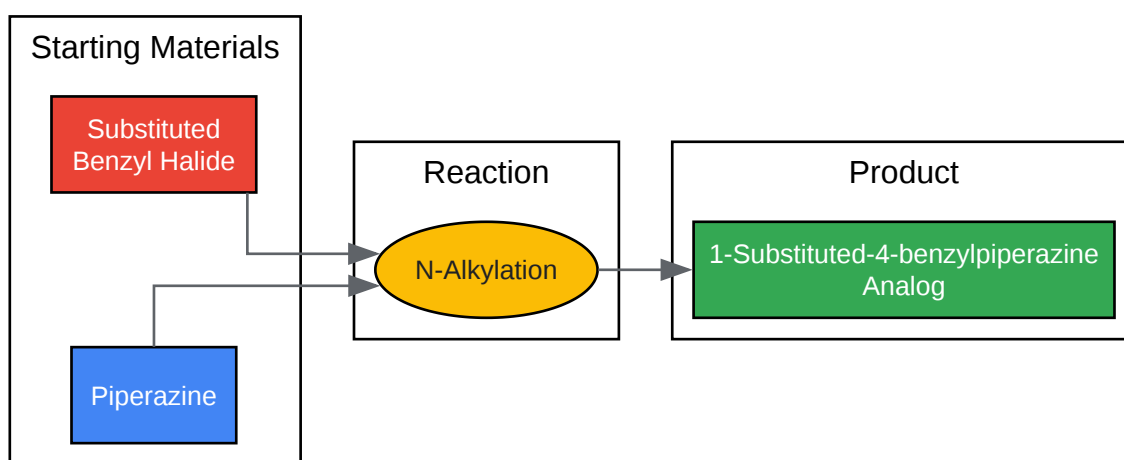 Starting Materials
Substituted
Benzyl Halide
Piperazine
Reaction
N-Alkylation
Product
1-Substituted-4-benzylpiperazine
Analog